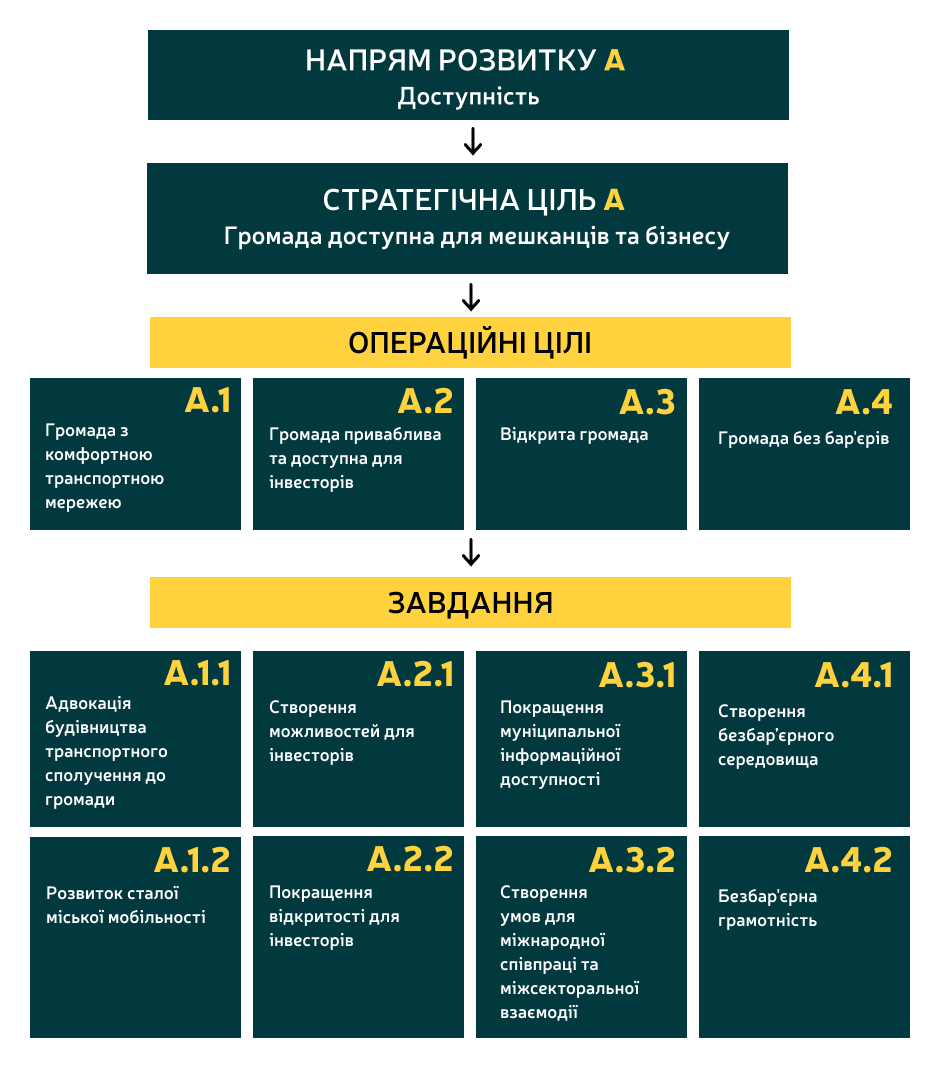 НАПРЯМ РОЗВИТКУ А
Доступність
СТРАТЕГІЧНА ЦІЛЬ А
Громада доступна для мешканців та бізнесу
ОПЕРАЦІЙНІ ЦІЛІ
А.1
Громада з
комфортною
транспортною
мережею
А.2
Громада приваблива
та доступна для
інвесторів
А.3
Відкрита громада
А.4
Громада без бар'єрів
ЗАВДАННЯ
А.1.1
Адвокація
будівництва
транспортного
сполучення до
громади
А.2.1
Створення
можливостей для
інвесторів
А.3.1
Покращення
муніципальної
інформаційної
доступності
А.4.1
Створення
безбар’єрного
середовища
А.1.2
Розвиток сталої
міської мобільності
А.2.2
Покращення
відкритості для
інвесторів
А.3.2
Створення
умов для
міжнародної
співпраці та
міжсекторальної
взаємодії
А.4.2
Безбар'єрна
грамотність